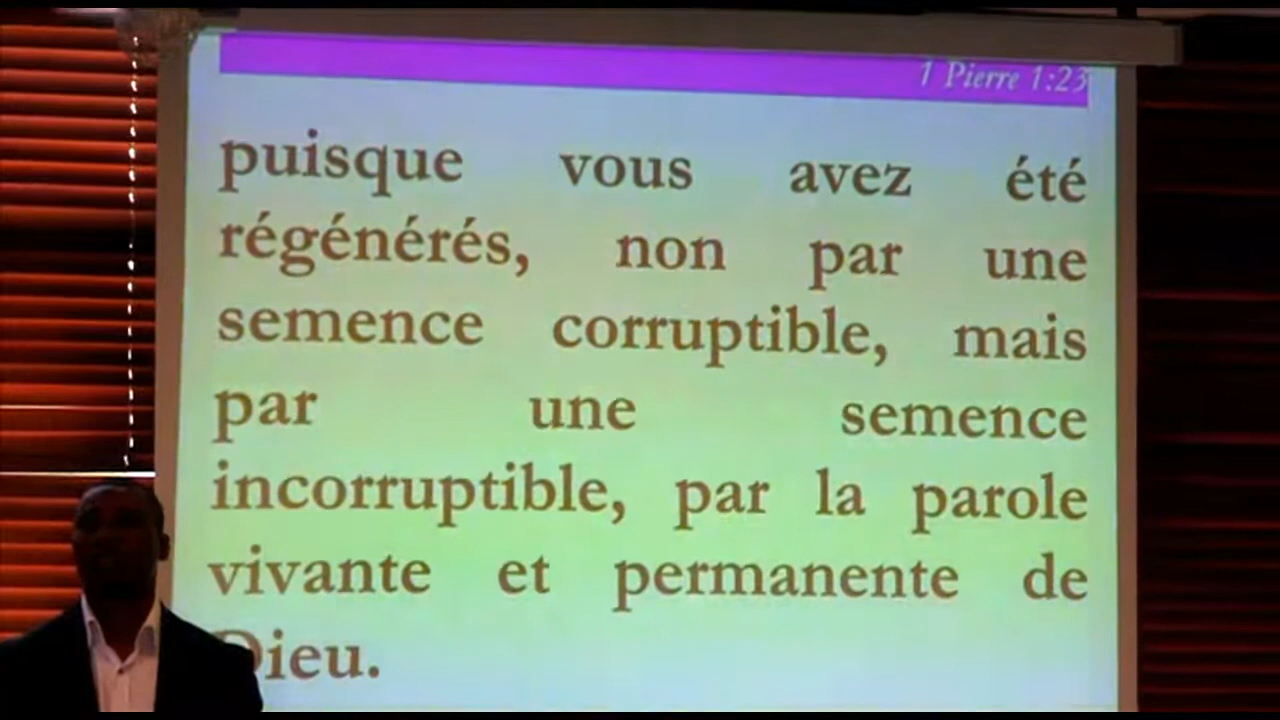 1 Pierre 1:23
puisque vous avez été
régénérés, non par une
semence corruptible, mais
par une semence
incorruptible, par la parole
vivante et permanente de
Dieu.